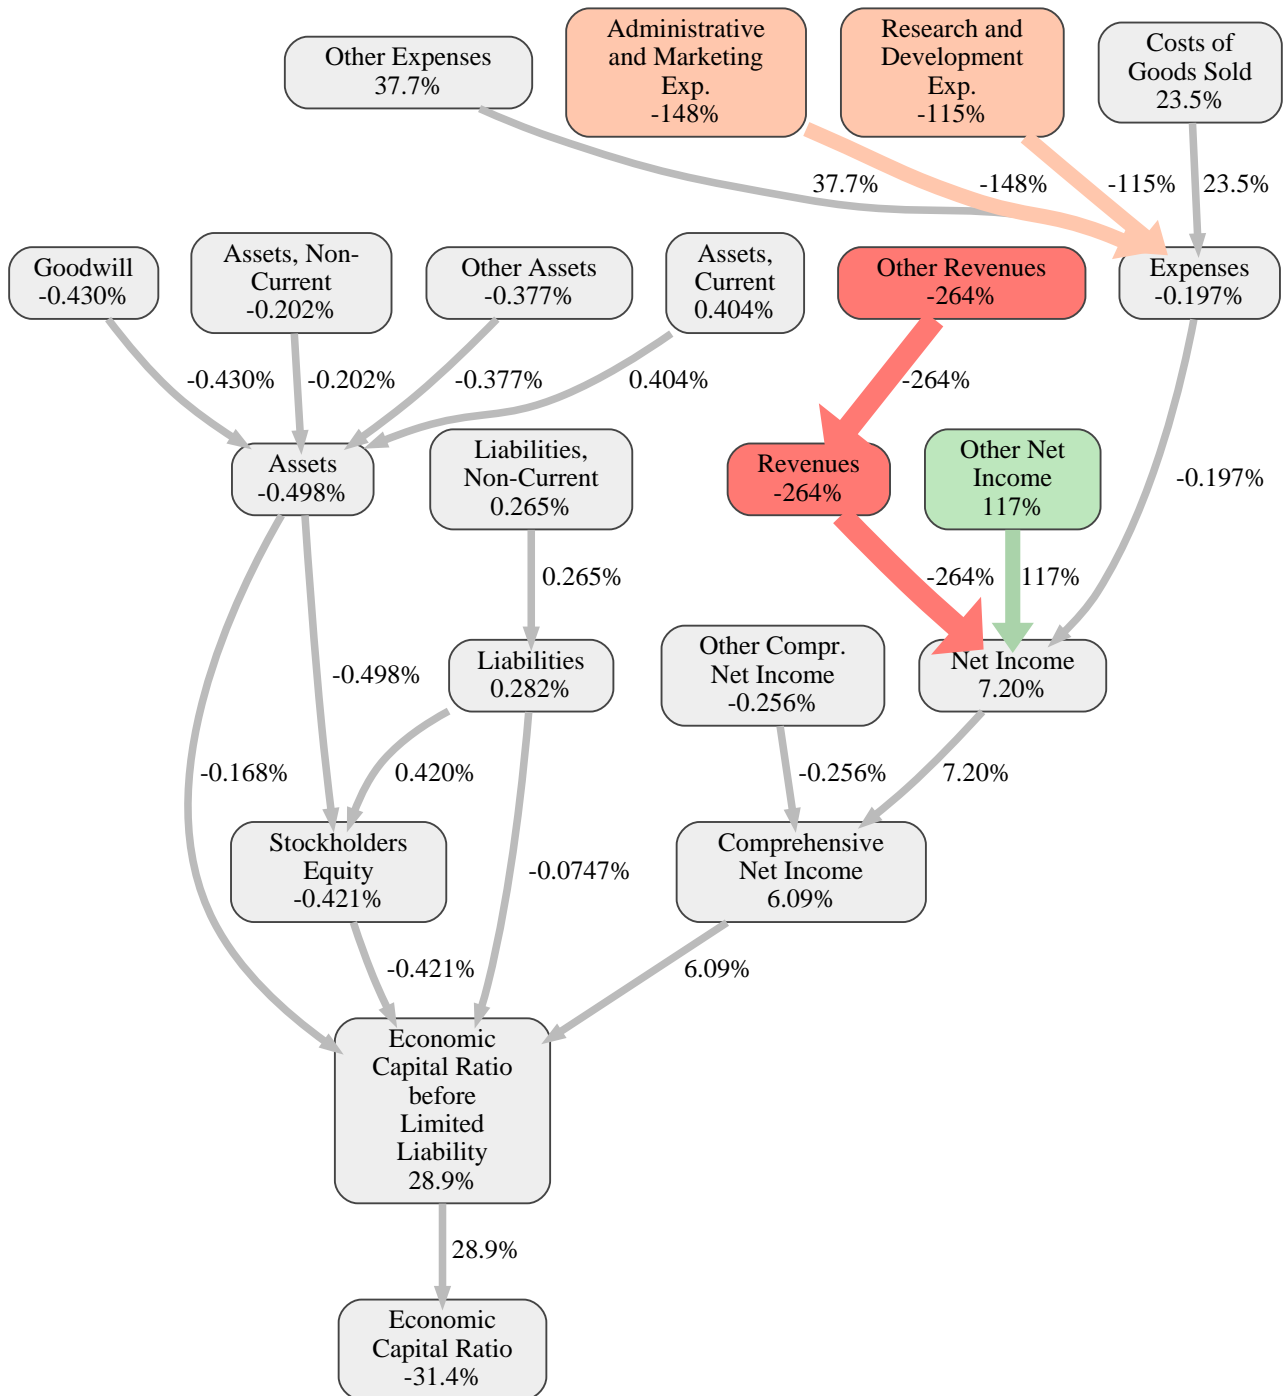 Other Expenses
37.7%
Administrative
and Marketing
Exp.
-148%
Research and
Development
Exp.
-115%
Costs of
Goods Sold
23.5%
37.7%
-148%
-115%
23.5%
Goodwill
-0.430%
Assets, Non-
Current
-0.202%
Other Assets
-0.377%
Assets,
Current
0.404%
Other Revenues
-264%
Expenses
-0.197%
-0.430%
-0.202%
-0.377%
0.404%
-264%
Assets
-0.498%
Liabilities,
Non-Current
0.265%
Revenues
-264%
Other Net
Income
117%
-0.197%
0.265%
-264%
117%
-0.498%
Liabilities
0.282%
Other Compr.
Net Income
-0.256%
Net Income
7.20%
-0.168%
0.420%
-0.256%
7.20%
Stockholders
Equity
-0.421%
-0.0747%
Comprehensive
Net Income
6.09%
-0.421%
6.09%
Economic
Capital Ratio
before
Limited
Liability
28.9%
28.9%
Economic
Capital Ratio
-31.4%